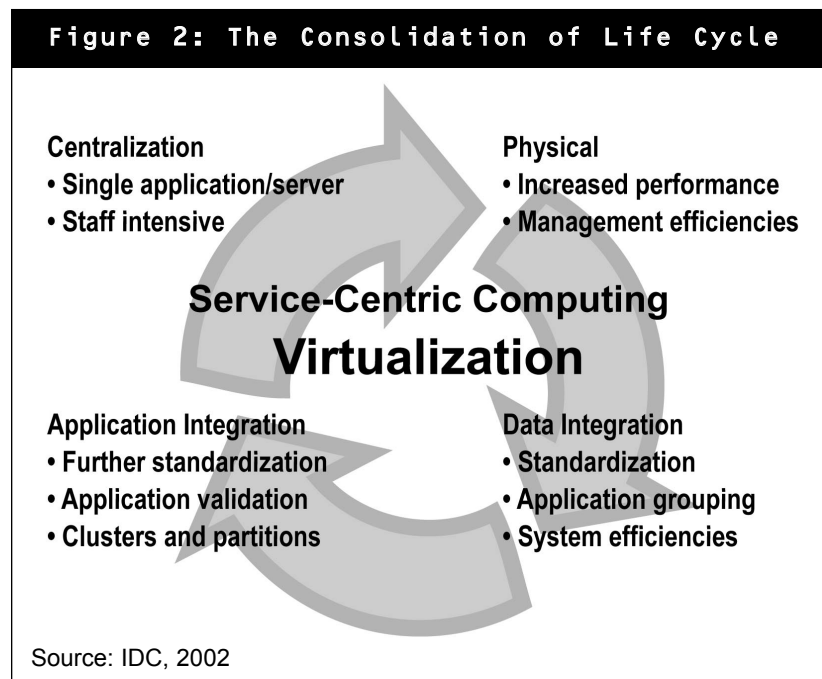 Figure 2: The Consolidation of Life Cycle
Centralization
• Single application/server
• Staff intensive
Physical
• Increased performance
• Management efficiencies
Service-Centric Computing
Virtualization
Application Integration
• Further standardization
• Application validation
• Clusters and partitions
Data Integration
• Standardization
• Application grouping
• System efficiencies
Source: IDC, 2002